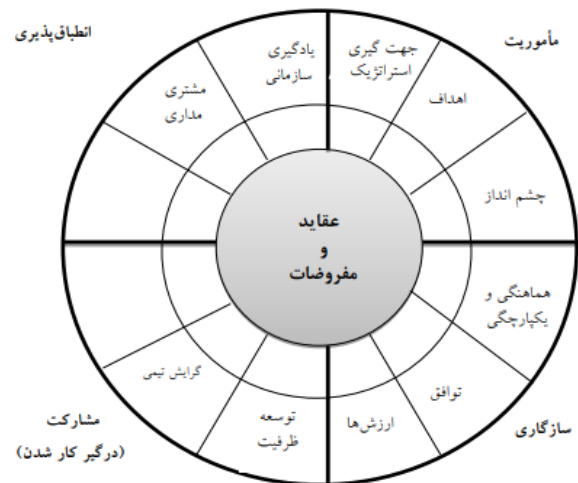 انطباق‌پذیری
مأموریت
یادگیری
سازمانی
جهت گیری
استراتژیک
مشتری
مداری
اهداف
چشم انداز
عقاید
و
مفروضات
هماهنگی و
یکپارچگی
گرایش تیمی
توسعه
ظرفیت
ارزش‌ها
توافق
مشارکت
(درگیر کار شدن)
سازگاری